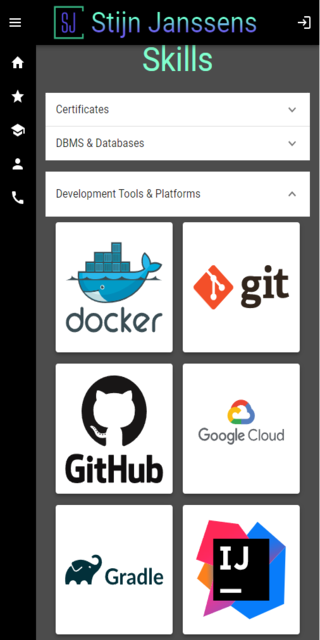 SJ Stijn Janssens
Skills
Certificates
DBMS & Databases
Development Tools & Platforms
docker
git
GitHub
Google Cloud
Gradle
IJ